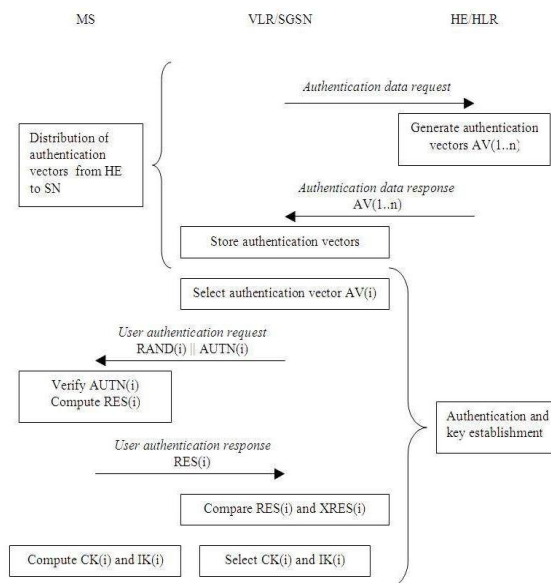 MS
VLR/SGSN
HE/HLR
Authentication data request
Generate authentication
vectors AV(1..n)
Distribution of
authentication
vectors from HE
to SN
Authentication data response
AV(1..n)
Store authentication vectors
Select authentication vector AV(i)
User authentication request
RAND(i) || AUTN(i)
Verify AUTN(i)
Compute RES(i)
Authentication and
key establishment
User authentication response
RES(i)
Compare RES(i) and XRES(i)
Compute CK(i) and IK(i)
Select CK(i) and IK(i)